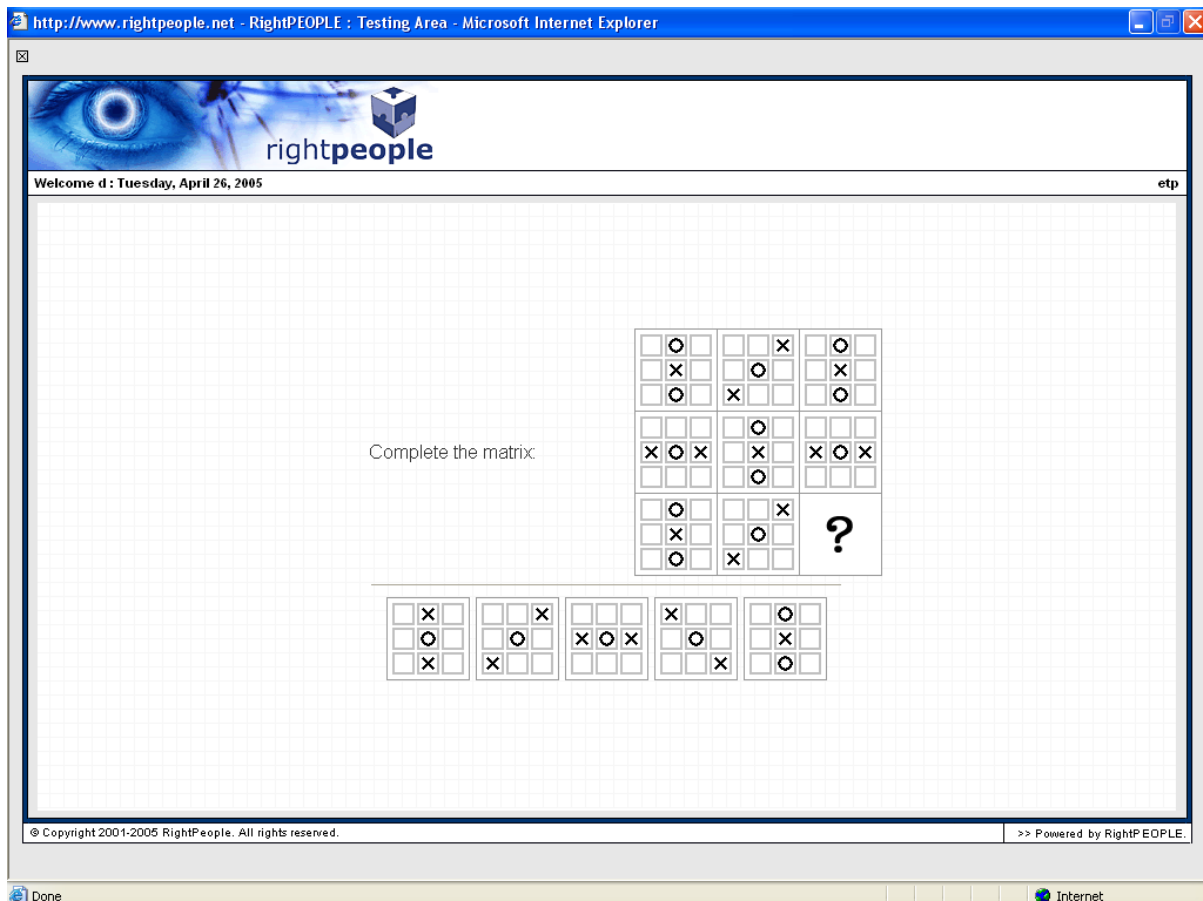 http://www.rightpeople.net - RightPEOPLE : Testing Area - Microsoft Internet Explorer
rightpeople
Welcome d : Tuesday, April 26, 2005 etp
Complete the matrix:
?
© Copyright 2001-2005 RightPeople. All rights reserved. >> Powered by RightPEOPLE.
Done Internet